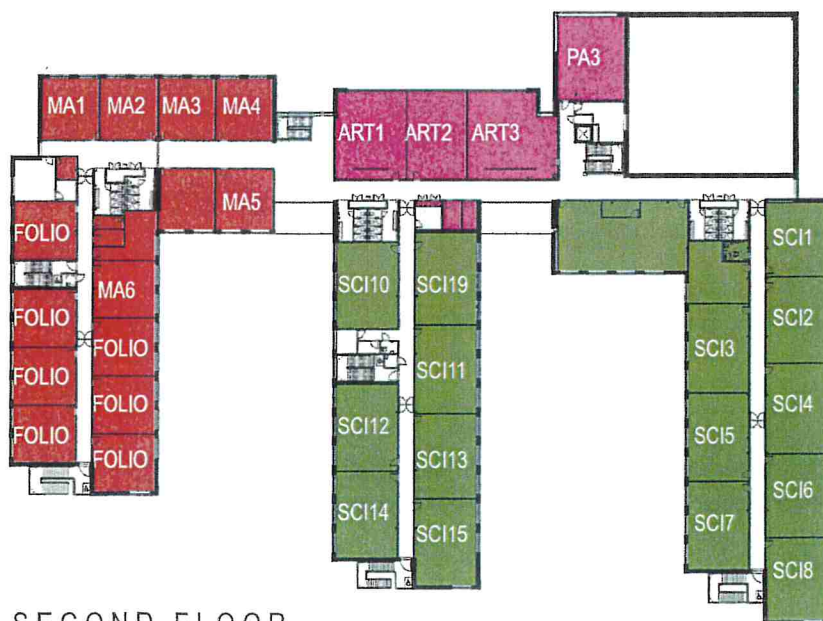 PA3
MA1 MA2 MA3 MA4
ART1 ART2 ART3
MA5
FOLIO
SCI1
MA6
SCI10 SCI19
FOLIO
SCI2
FOLIO
SCI3
FOLIO
SCI11
FOLIO
SCI4
FOLIO
SCI12
SCI5
FOLIO
SCI13
FOLIO
SCI6
SCI14
SCI7
SCI15
SCI8
SECOND FLOOR